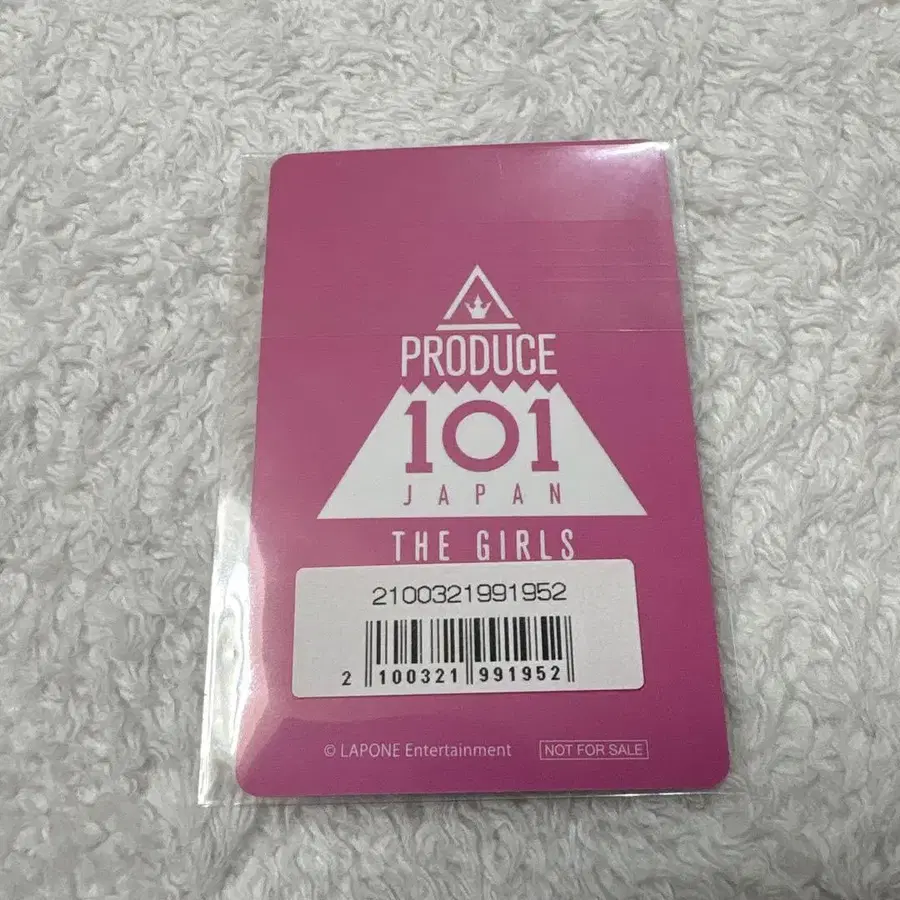 PRODUCE
101
JAPAN
THE GIRLS
2100321991952
2 100321 991952
© LAPONE Entertainment
NOT FOR SALE